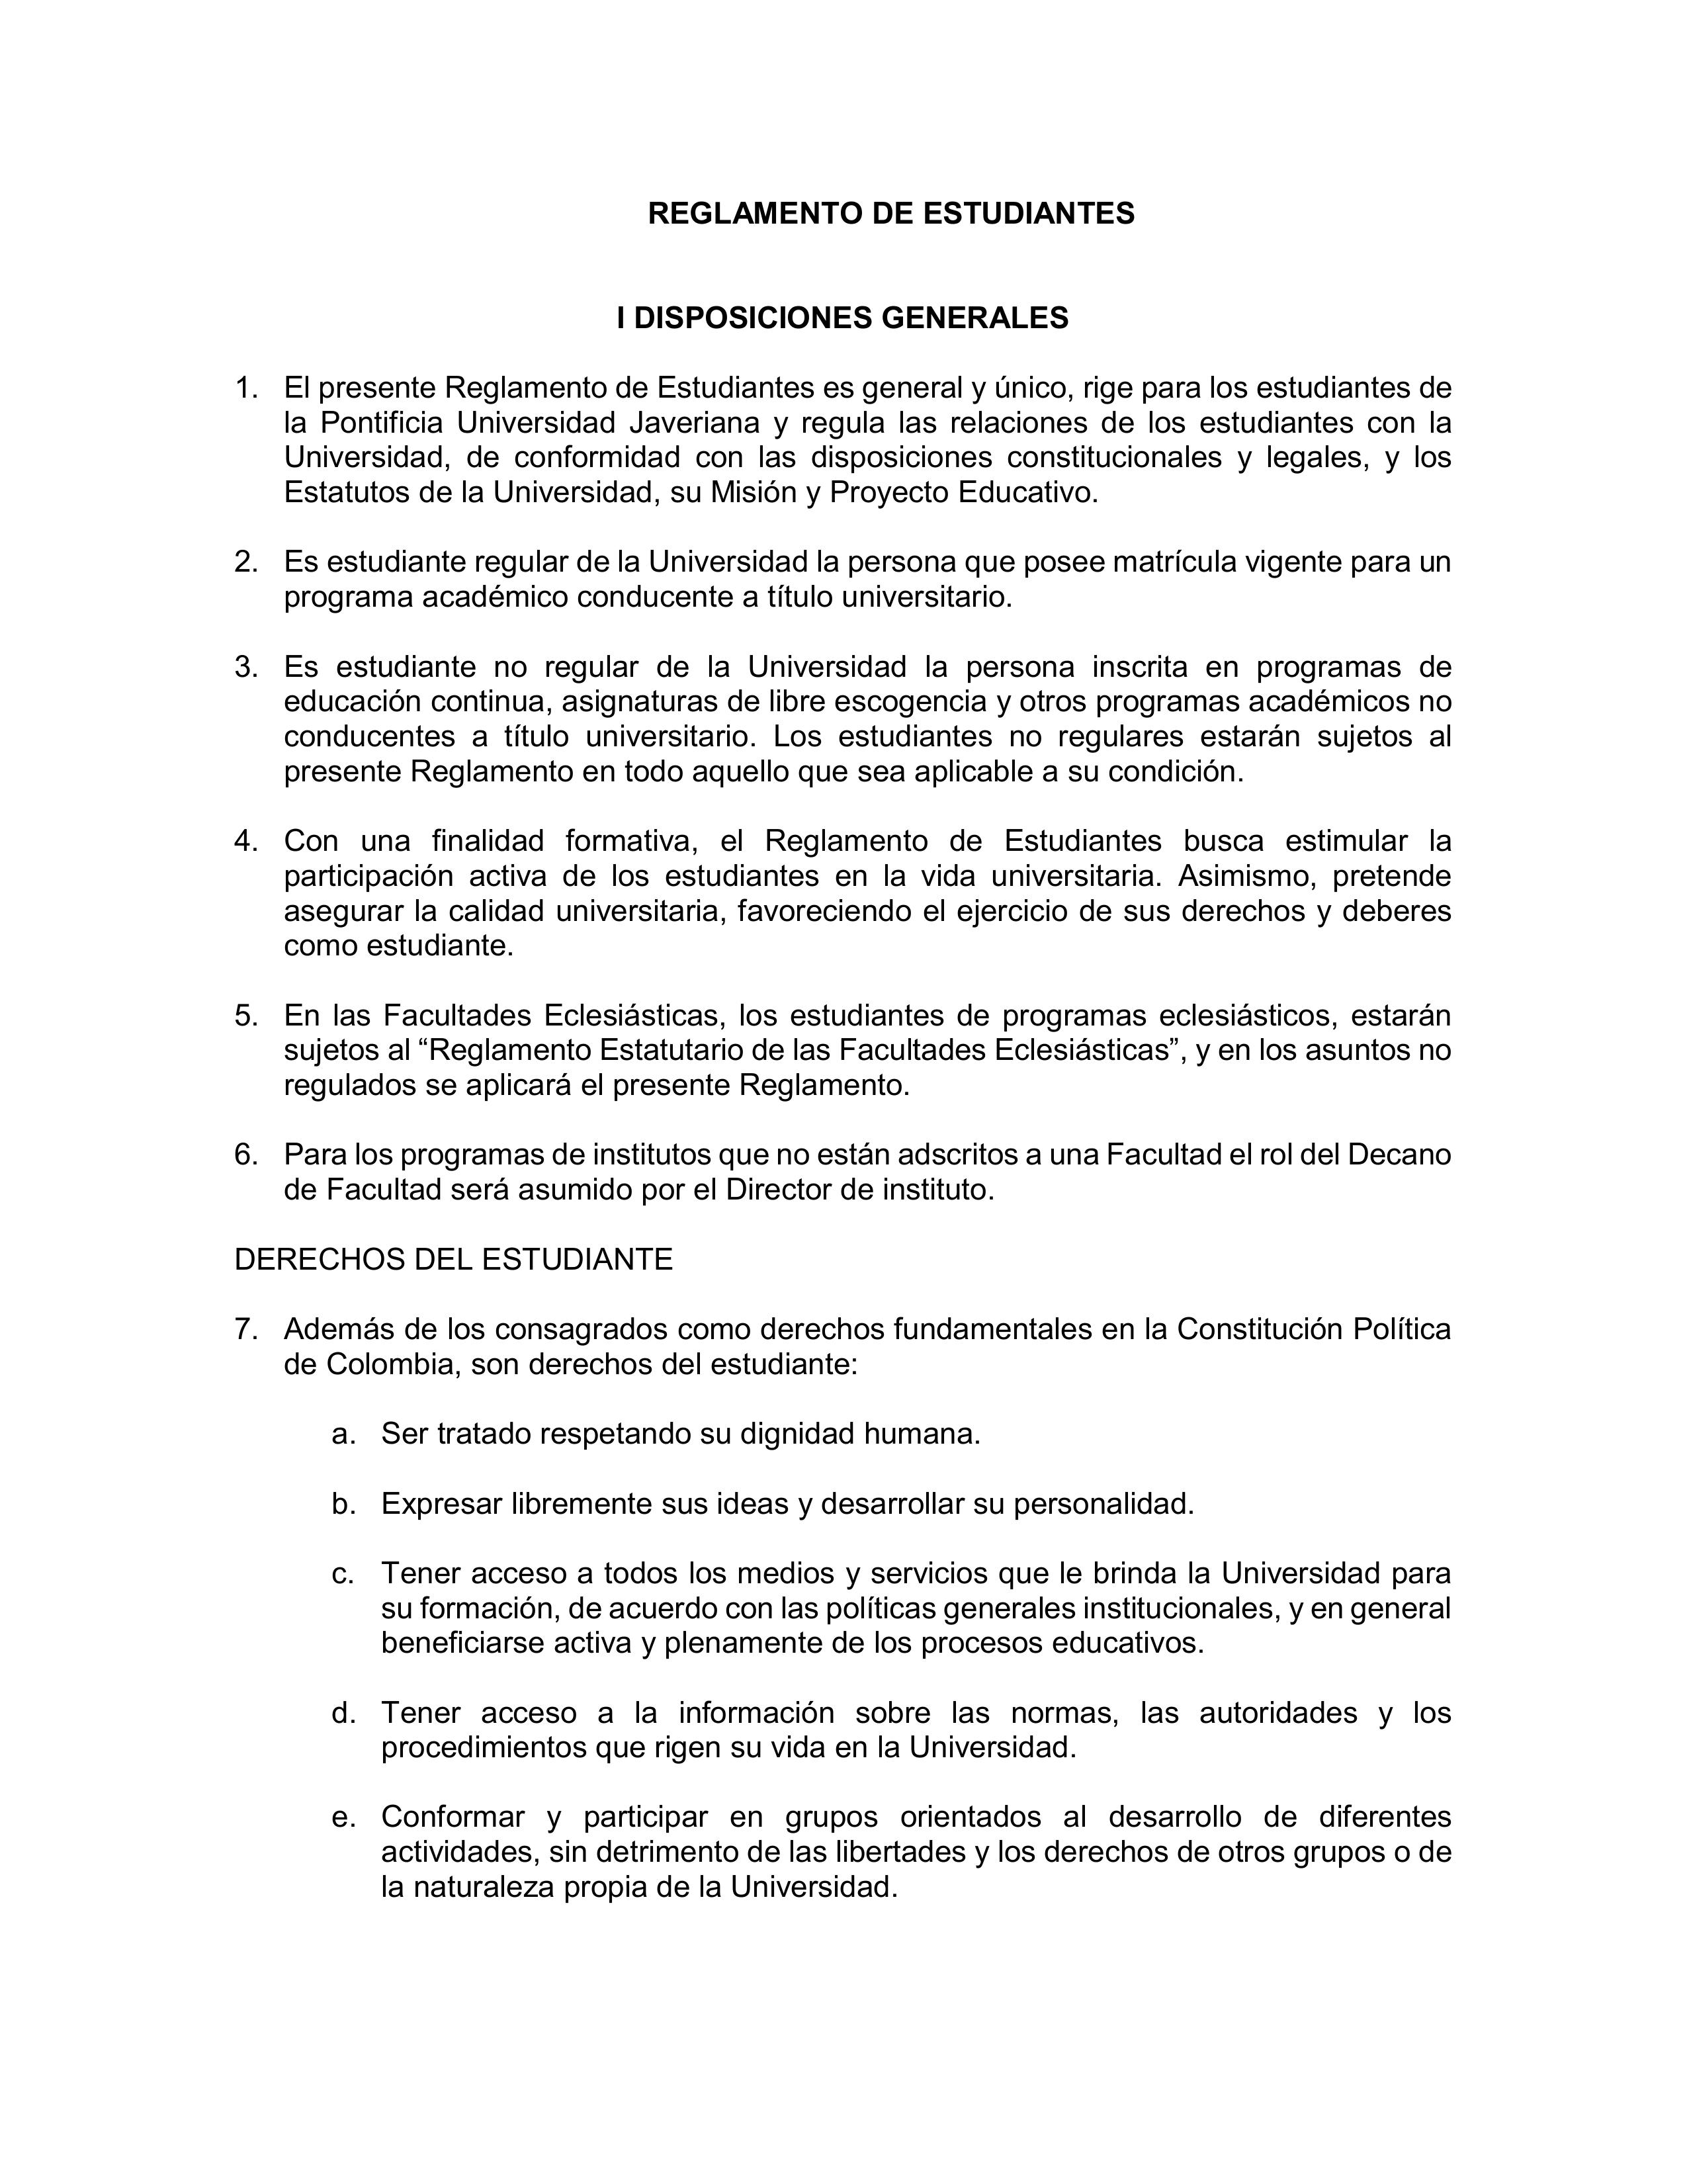 REGLAMENTO DE ESTUDIANTES
I DISPOSICIONES GENERALES
1. El presente Reglamento de Estudiantes es general y único, rige para los estudiantes de
la Pontificia Universidad Javeriana y regula las relaciones de los estudiantes con la
Universidad, de conformidad con las disposiciones constitucionales y legales, y los
Estatutos de la Universidad, su Misión y Proyecto Educativo.
2. Es estudiante regular de la Universidad la persona que posee matrícula vigente para un
programa académico conducente a título universitario.
3. Es estudiante no regular de la Universidad la persona inscrita en programas de
educación continua, asignaturas de libre escogencia y otros programas académicos no
conducentes a título universitario. Los estudiantes no regulares estarán sujetos al
presente Reglamento en todo aquello que sea aplicable a su condición.
4. Con una finalidad formativa, el Reglamento de Estudiantes busca estimular la
participación activa de los estudiantes en la vida universitaria. Asimismo, pretende
asegurar la calidad universitaria, favoreciendo el ejercicio de sus derechos y deberes
como estudiante.
5. En las Facultades Eclesiásticas, los estudiantes de programas eclesiásticos, estarán
sujetos al “Reglamento Estatutario de las Facultades Eclesiásticas”, y en los asuntos no
regulados se aplicará el presente Reglamento.
6. Para los programas de institutos que no están adscritos a una Facultad el rol del Decano
de Facultad será asumido por el Director de instituto.
DERECHOS DEL ESTUDIANTE
7. Además de los consagrados como derechos fundamentales en la Constitución Política
de Colombia, son derechos del estudiante:
a. Ser tratado respetando su dignidad humana.
b. Expresar libremente sus ideas y desarrollar su personalidad.
c. Tener acceso a todos los medios y servicios que le brinda la Universidad para
su formación, de acuerdo con las políticas generales institucionales, y en general
beneficiarse activa y plenamente de los procesos educativos.
d. Tener acceso a la información sobre las normas, las autoridades y los
procedimientos que rigen su vida en la Universidad.
e. Conformar y participar en grupos orientados al desarrollo de diferentes
actividades, sin detrimento de las libertades y los derechos de otros grupos o de
la naturaleza propia de la Universidad.